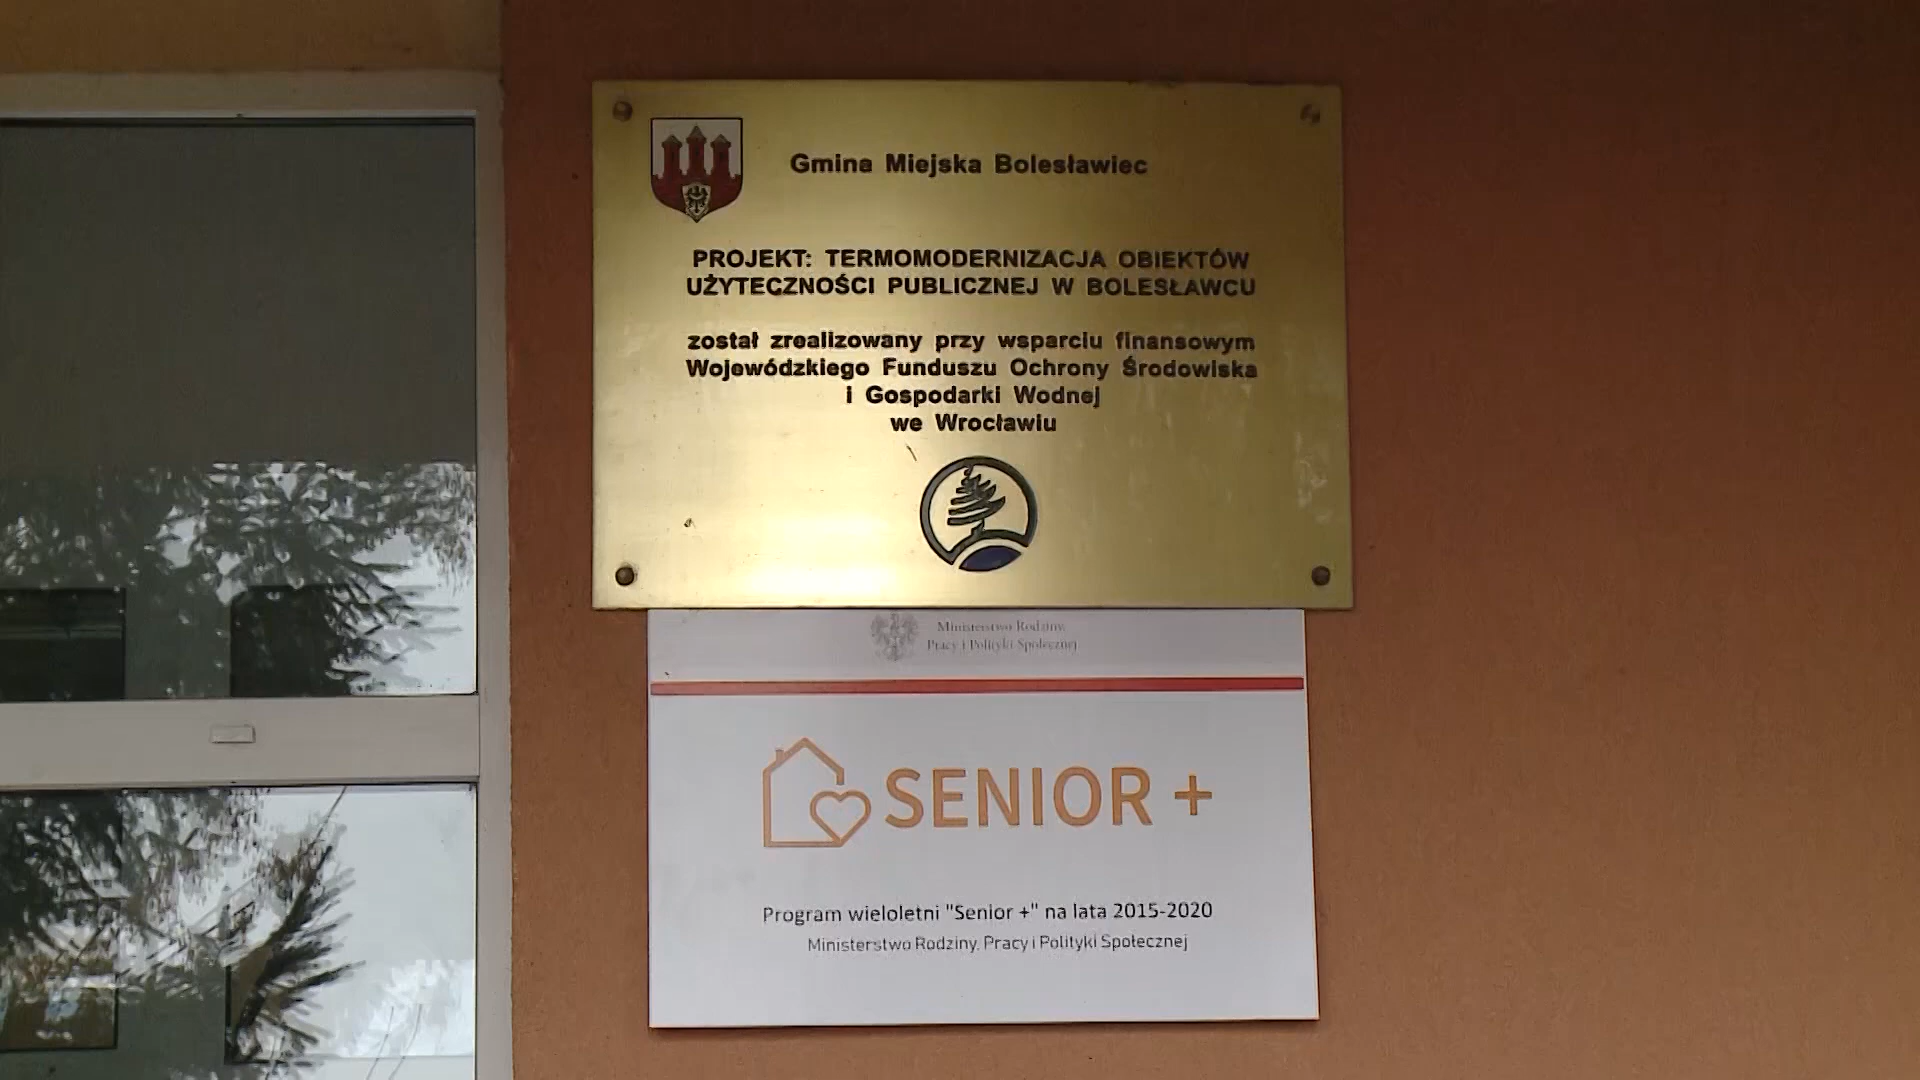 Gmina Miejska Bolesławiec
PROJEKT: TERMOMODERNIZACJA OBIEKTÓW
UŻYTECZNOŚCI PUBLICZNEJ W BOLESŁAWCU
został zrealizowany przy wsparciu finansowym
Wojewódzkiego Funduszu Ochrony Środowiska
i Gospodarki Wodnej
we Wrocławiu
Ministerstwo Rodziny,
Pracy i Polityki Społecznej
SENIOR +
Program wieloletni "Senior +" na lata 2015-2020
Ministerstwo Rodziny, Pracy i Polityki Społecznej